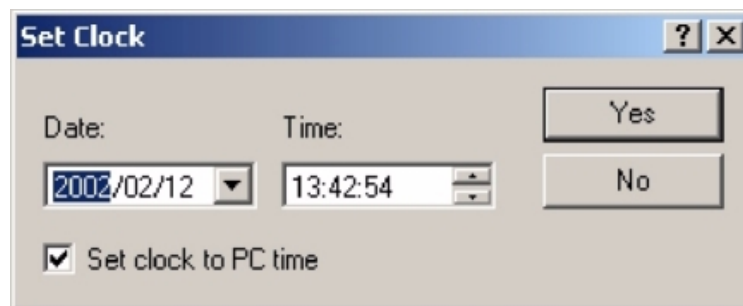 Set Clock
Date:
Time:
Yes
2002/02/12
13:42:54
No
Set clock to PC time